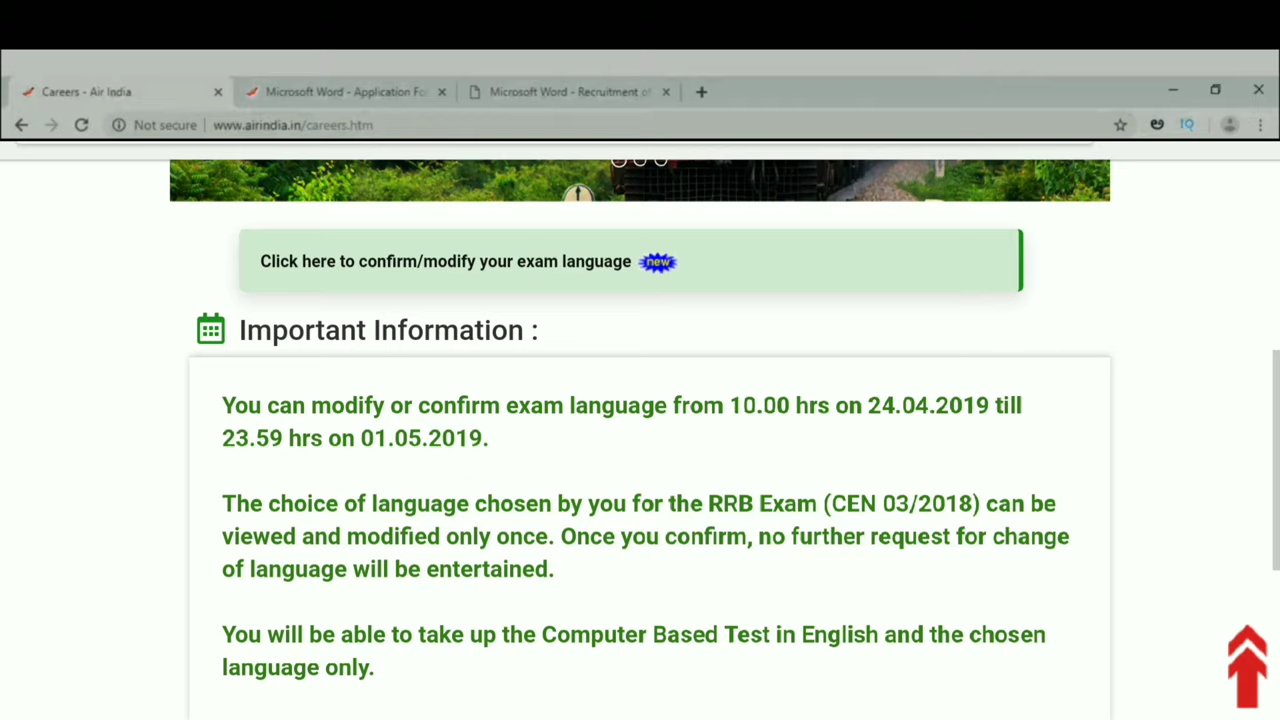 Careers - Air India
Microsoft Word - Application Fo
Microsoft Word - Recruitment of
Not secure | www.airindia.in/careers.htm
IQ
Click here to confirm/modify your exam language new
Important Information :
You can modify or confirm exam language from 10.00 hrs on 24.04.2019 till
23.59 hrs on 01.05.2019.
The choice of language chosen by you for the RRB Exam (CEN 03/2018) can be
viewed and modified only once. Once you confirm, no further request for change
of language will be entertained.
You will be able to take up the Computer Based Test in English and the chosen
language only.